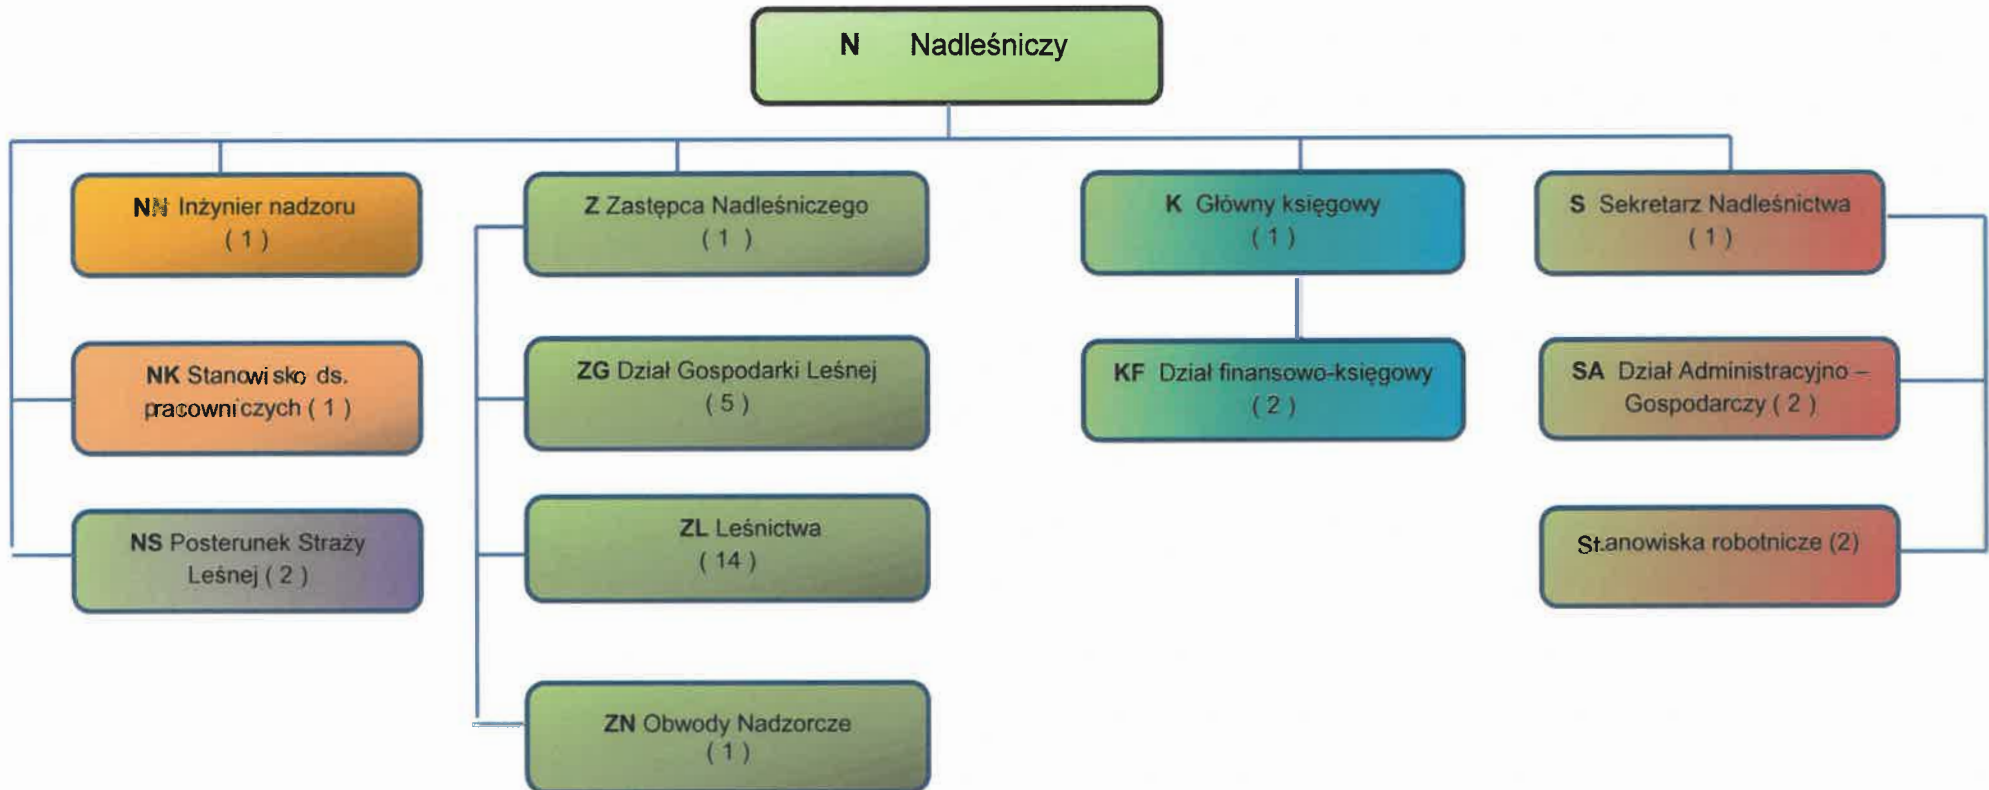 N Nadleśniczy
NN Inżynier nadzoru
( 1 )
NK Stanowisko ds.
pracowniczych ( 1 )
NS Posterunek Straży
Leśnej ( 2 )
Z Zastępca Nadleśniczego
( 1 )
ZG Dział Gospodarki Leśnej
( 5 )
ZL Leśnictwa
( 14 )
ZN Obwody Nadzorcze
( 1 )
K Główny księgowy
( 1 )
KF Dział finansowo-księgowy
( 2 )
S Sekretarz Nadleśnictwa
( 1 )
SA Dział Administracyjno –
Gospodarczy ( 2 )
Stanowiska robotnicze (2)